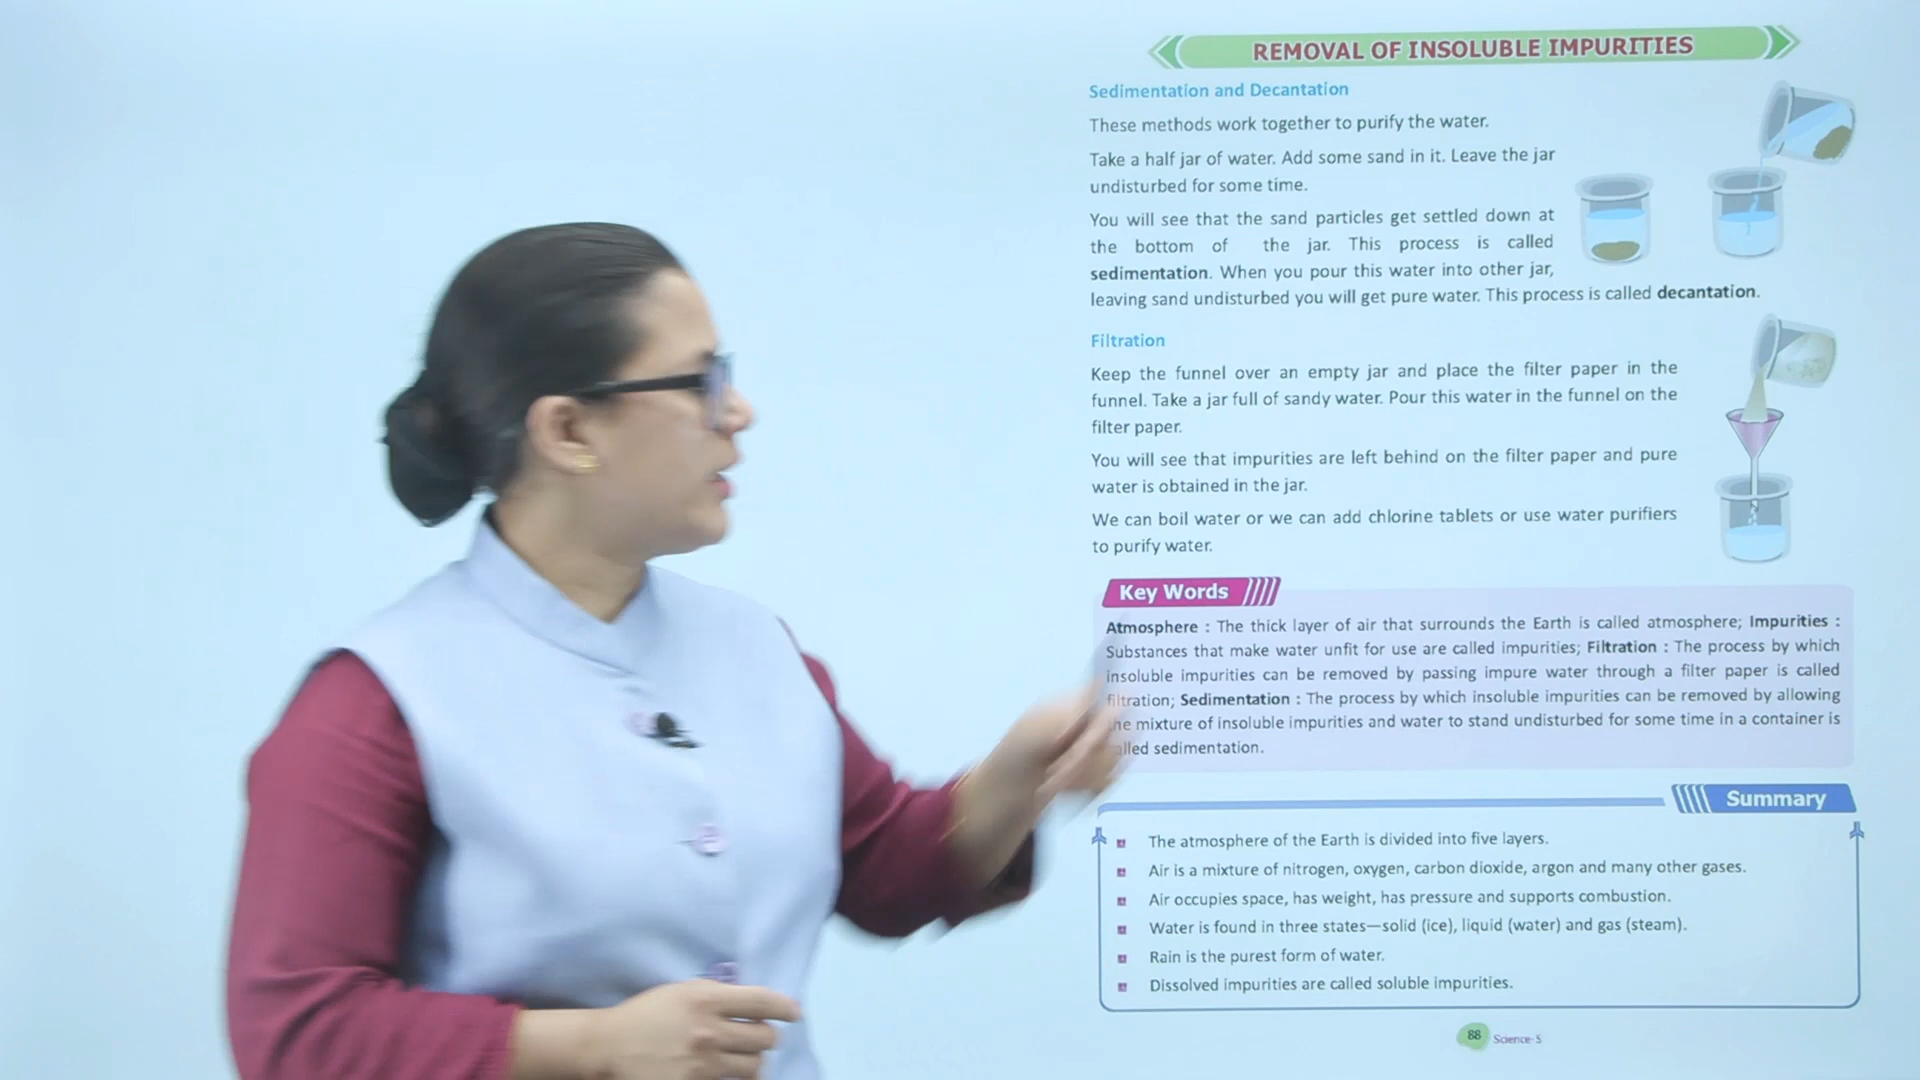 REMOVAL OF INSOLUBLE IMPURITIES
Sedimentation and Decantation
These methods work together to purify the water.
Take a half jar of water. Add some sand in it. Leave the jar
undisturbed for some time.
You will see that the sand particles get settled down at
the bottom of the jar. This process is called
sedimentation. When you pour this water into other jar,
leaving sand undisturbed you will get pure water. This process is called decantation.
Filtration
Keep the funnel over an empty jar and place the filter paper in the
funnel. Take a jar full of sandy water. Pour this water in the funnel on the
filter paper.
You will see that impurities are left behind on the filter paper and pure
water is obtained in the jar.
We can boil water or we can add chlorine tablets or use water purifiers
to purify water.
Key Words
Atmosphere : The thick layer of air that surrounds the Earth is called atmosphere; Impurities :
Substances that make water unfit for use are called impurities; Filtration : The process by which
insoluble impurities can be removed by passing impure water through a filter paper is called
filtration; Sedimentation : The process by which insoluble impurities can be removed by allowing
he mixture of insoluble impurities and water to stand undisturbed for some time in a container is
lled sedimentation.
Summary
The atmosphere of the Earth is divided into five layers.
Air is a mixture of nitrogen, oxygen, carbon dioxide, argon and many other gases.
Air occupies space, has weight, has pressure and supports combustion.
Water is found in three states—solid (ice), liquid (water) and gas (steam).
Rain is the purest form of water.
Dissolved impurities are called soluble impurities.
88 Science-5